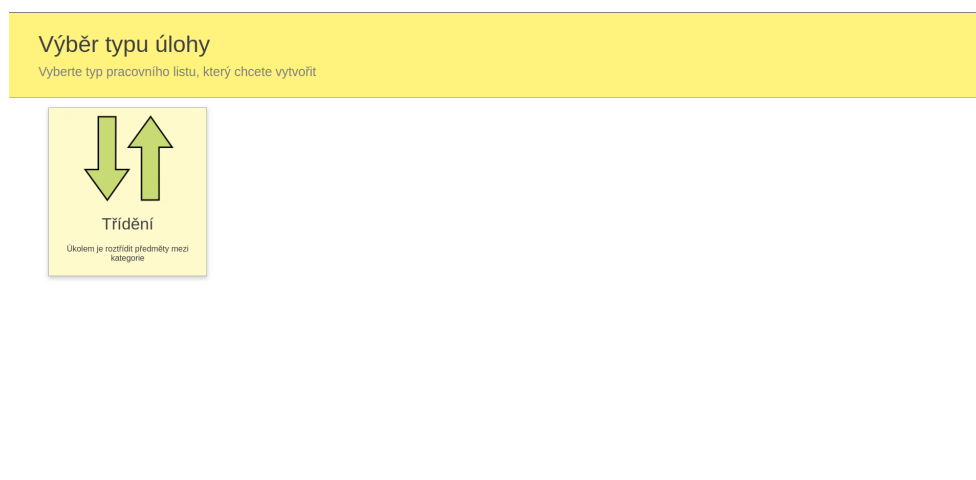 Výběr typu úlohy
Vyberte typ pracovního listu, který chcete vytvořit
Třídění
Úkolem je roztřídit předměty mezi
kategorie